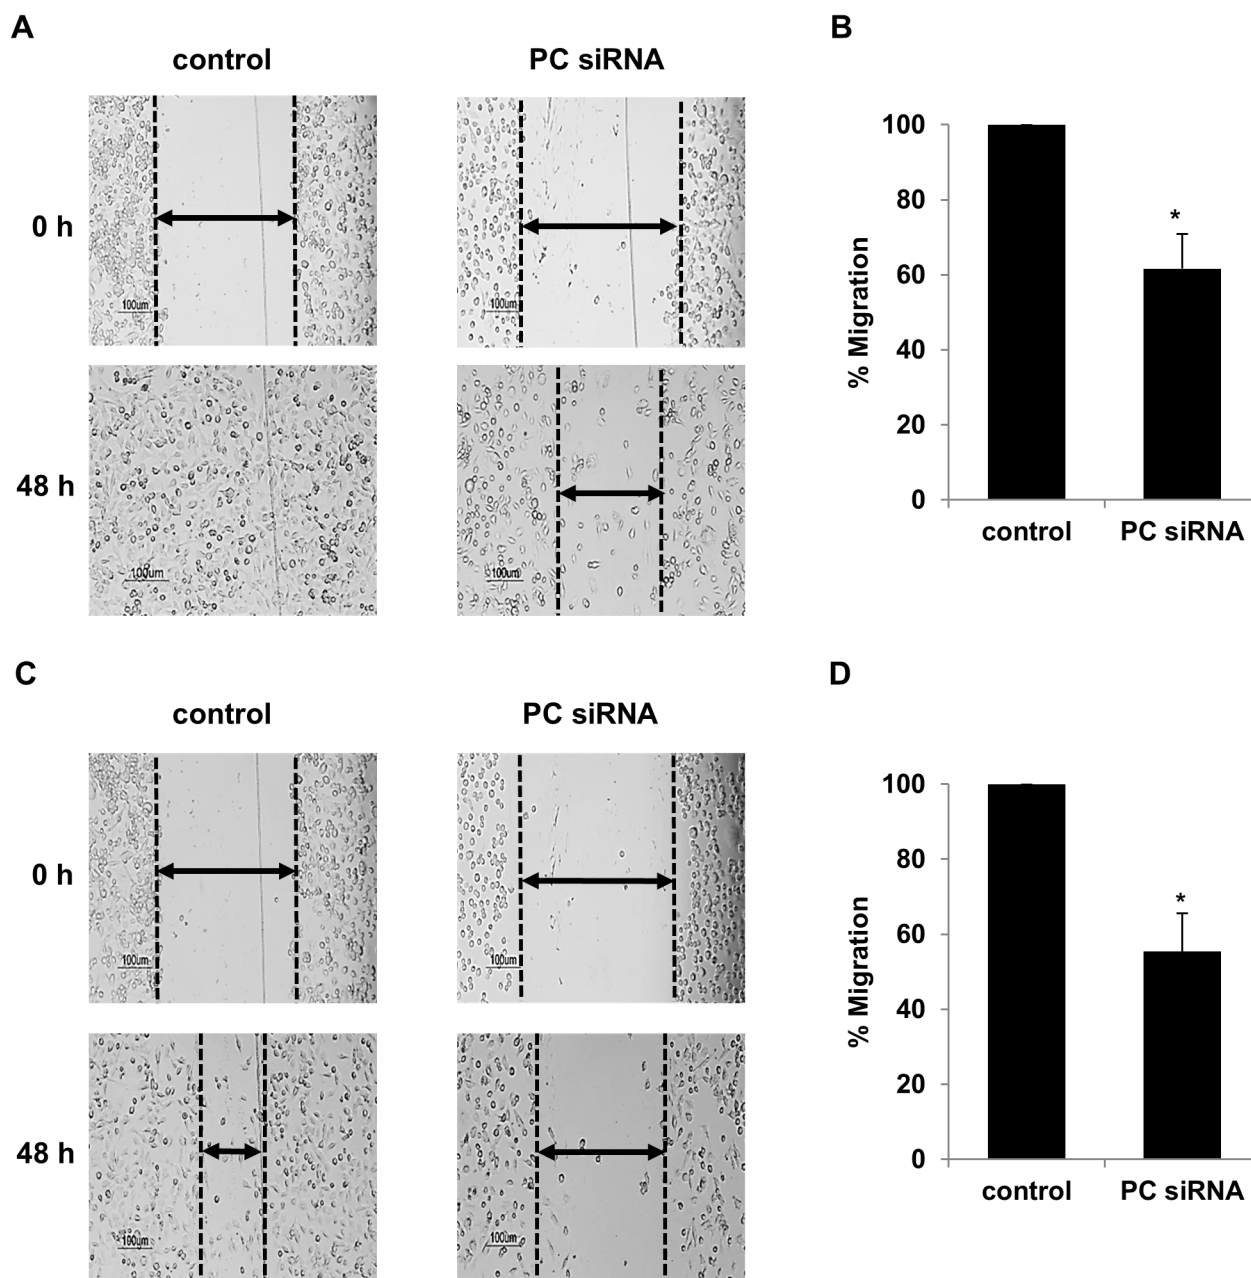 A
control
PC siRNA
0 h
100um
100um
48 h
100um
100um
B
% Migration
100
80
60
40
20
0
*
control
PC siRNA
C
control
PC siRNA
0 h
100um
100um
48 h
100um
100um
D
% Migration
100
80
60
40
20
0
*
control
PC siRNA